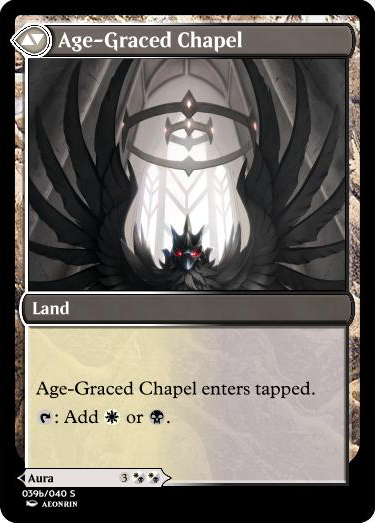 Age-Graced Chapel
Land
Age-Graced Chapel enters tapped.
: Add or .
Aura 3
039b/040 S
AEONRIN